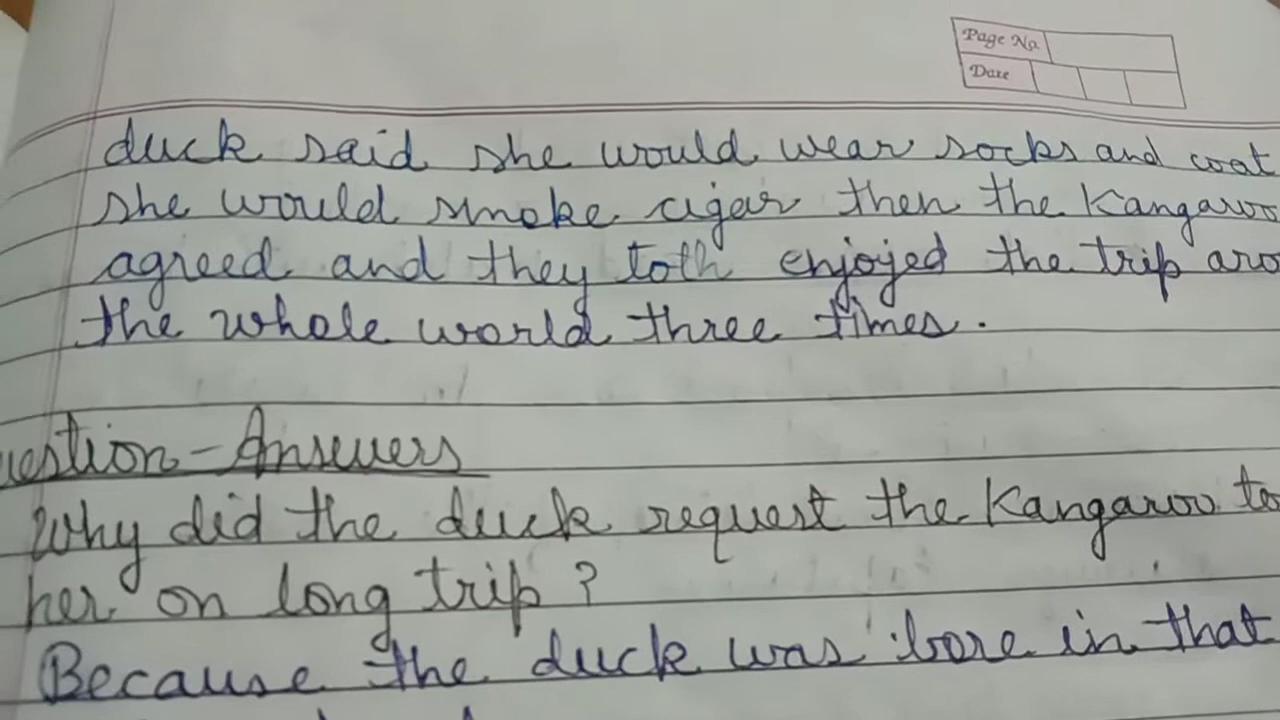 Page No.
Date
duck said she would wear socks and coat
she would smoke cigar then the Kangaroo
agreed and they toth enjoyed the trip aro
the whole world three times.
uestion-Answers
Why did the duck request the Kangaroo to
her on long trip?
Because the duck was bore in that